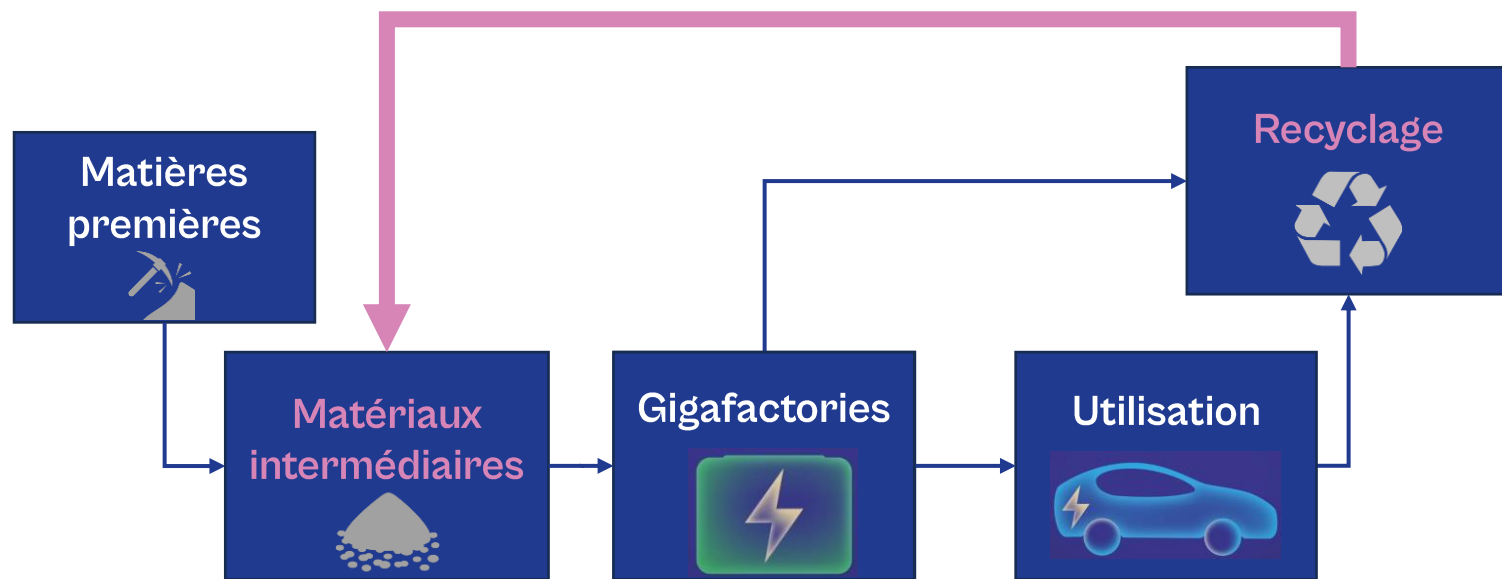 Matières
premières
Matériaux
intermédiaires
Gigafactories
Utilisation
Recyclage